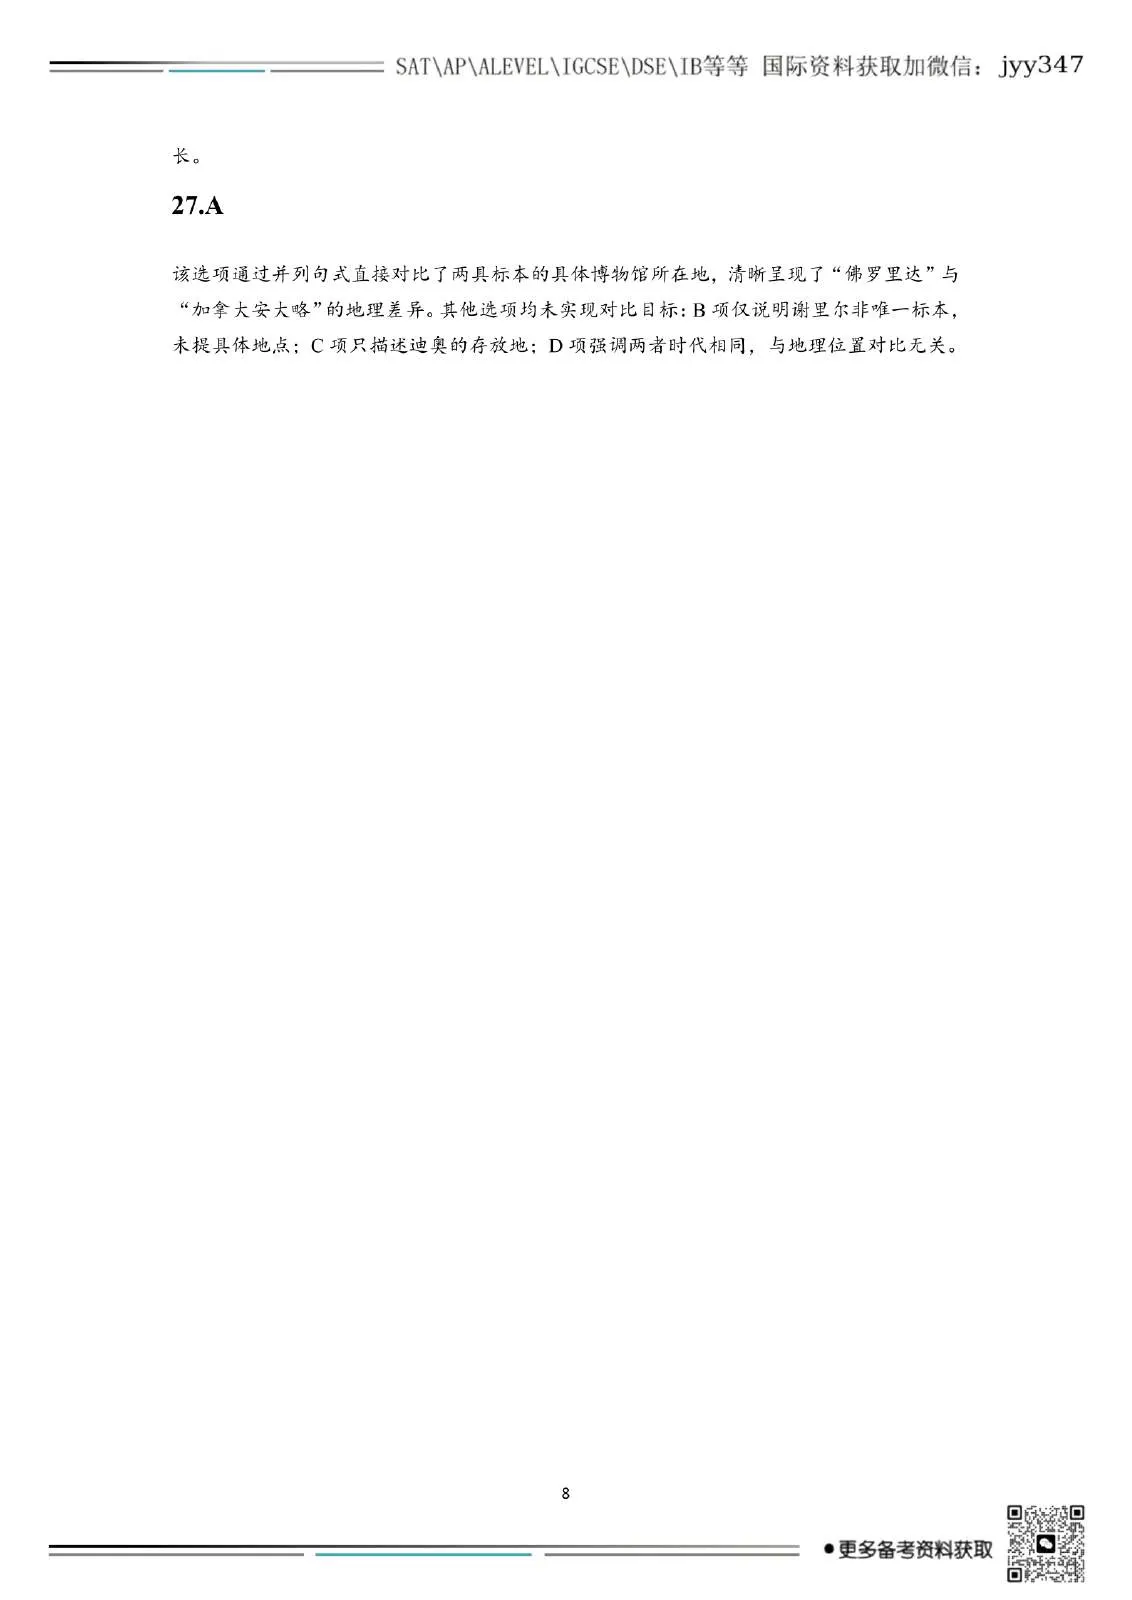 SAT\AP\ALEVEL\IGCSE\DSE\IB等等 国际资料获取加微信：jyy347
长。
27.A
该选项通过并列句式直接对比了两具标本的具体博物馆所在地，清晰呈现了“佛罗里达”与
“加拿大安大略”的地理差异。其他选项均未实现对比目标：B 项仅说明谢里尔非唯一标本，
未提具体地点；C 项只描述迪奥的存放地；D 项强调两者时代相同，与地理位置对比无关。
8
●更多备考资料获取